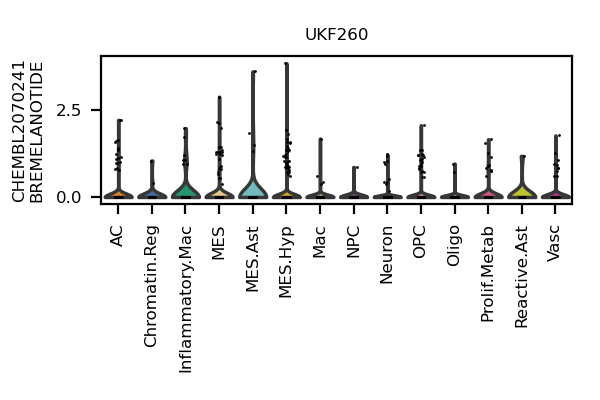 UKF260
CHEMBL2070241
BREMELANOTIDE
2.5
0.0
AC
Chromatin.Reg
Inflammatory.Mac
MES
MES.Ast
MES.Hyp
Mac
NPC
Neuron
OPC
Oligo
Prolif.Metab
Reactive.Ast
Vasc